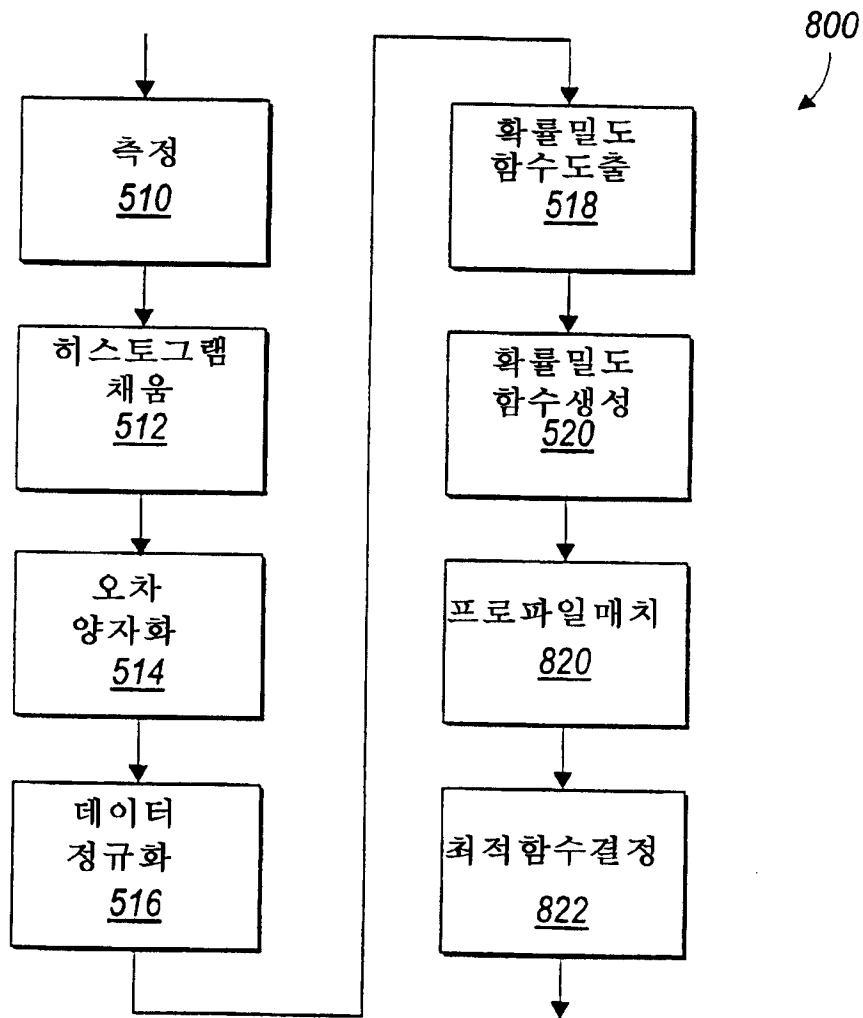 800
측정
510
히스토그램
채움
512
오차
양자화
514
데이터
정규화
516
확률밀도
함수도출
518
확률밀도
함수생성
520
프로파일매치
820
최적함수결정
822